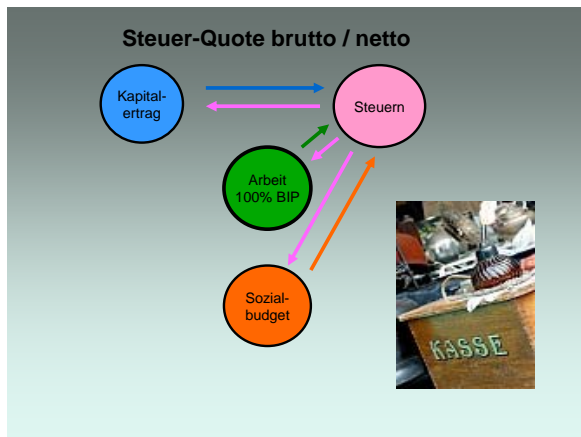 Steuer-Quote brutto / netto
Kapital-
ertrag
Steuern
Arbeit
100% BIP
Sozial-
budget
KASSE